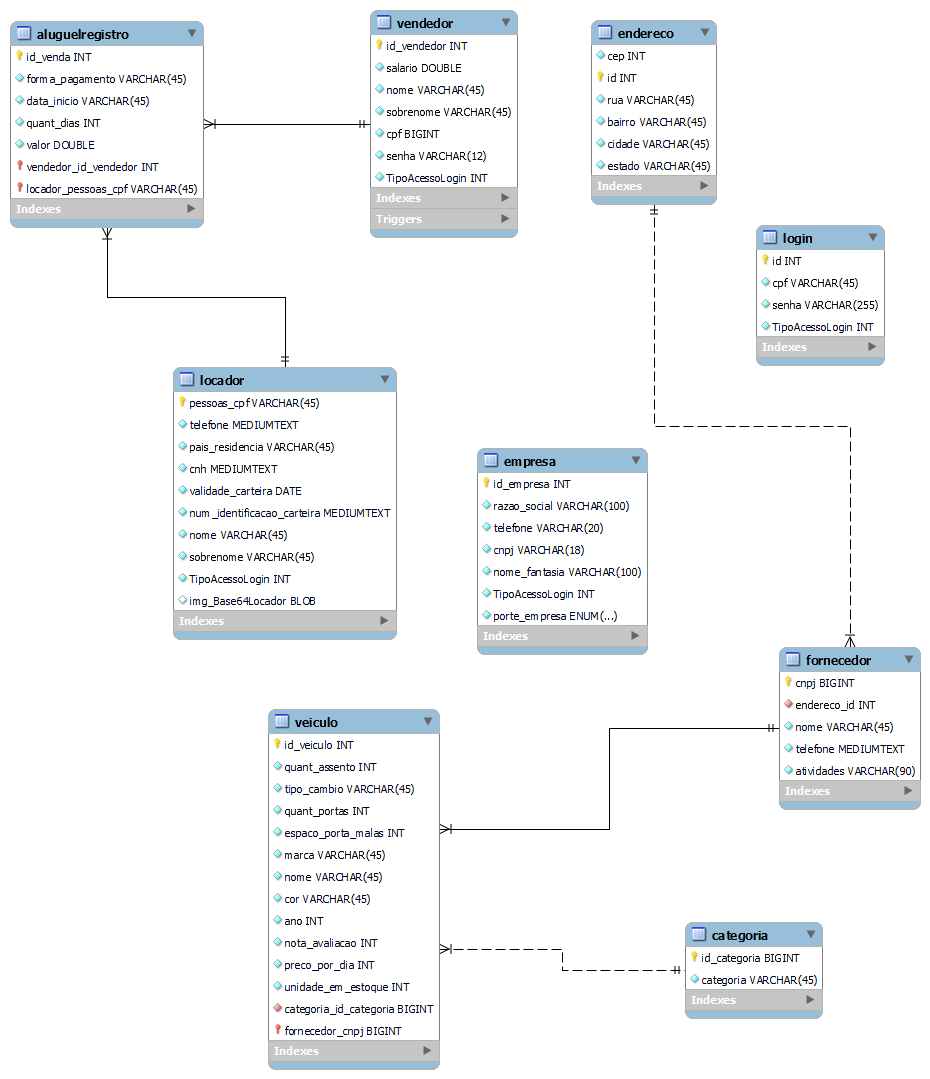 aluguelregistro
id_venda INT
forma_pagamento VARCHAR(45)
data_inicio VARCHAR(45)
quant_dias INT
valor DOUBLE
vendedor_id_vendedor INT
locador_pessoas_cpf VARCHAR(45)
Indexes
vendedor
id_vendedor INT
salario DOUBLE
nome VARCHAR(45)
sobrenome VARCHAR(45)
cpf BIGINT
senha VARCHAR(12)
TipoAcessoLogin INT
Indexes
Triggers
endereco
cep INT
id INT
rua VARCHAR(45)
bairro VARCHAR(45)
cidade VARCHAR(45)
estado VARCHAR(45)
Indexes
login
id INT
cpf VARCHAR(45)
senha VARCHAR(255)
TipoAcessoLogin INT
Indexes
locador
pessoas_cpf VARCHAR(45)
telefone MEDIUMTEXT
pais_residencia VARCHAR(45)
cnh MEDIUMTEXT
validade_carteira DATE
num_identificacao_carteira MEDIUMTEXT
nome VARCHAR(45)
sobrenome VARCHAR(45)
TipoAcessoLogin INT
img_Base64Locador BLOB
Indexes
empresa
id_empresa INT
razao_social VARCHAR(100)
telefone VARCHAR(20)
cnpj VARCHAR(18)
nome_fantasia VARCHAR(100)
TipoAcessoLogin INT
porte_empresa ENUM(...)
Indexes
fornecedor
cnpj BIGINT
endereco_id INT
nome VARCHAR(45)
telefone MEDIUMTEXT
atividades VARCHAR(90)
Indexes
veiculo
id_veiculo INT
quant_assento INT
tipo_cambio VARCHAR(45)
quant_portas INT
espaco_porta_malas INT
marca VARCHAR(45)
nome VARCHAR(45)
cor VARCHAR(45)
ano INT
nota_avaliacao INT
preco_por_dia INT
unidade_em_estoque INT
categoria_id_categoria BIGINT
fornecedor_cnpj BIGINT
Indexes
categoria
id_categoria BIGINT
categoria VARCHAR(45)
Indexes